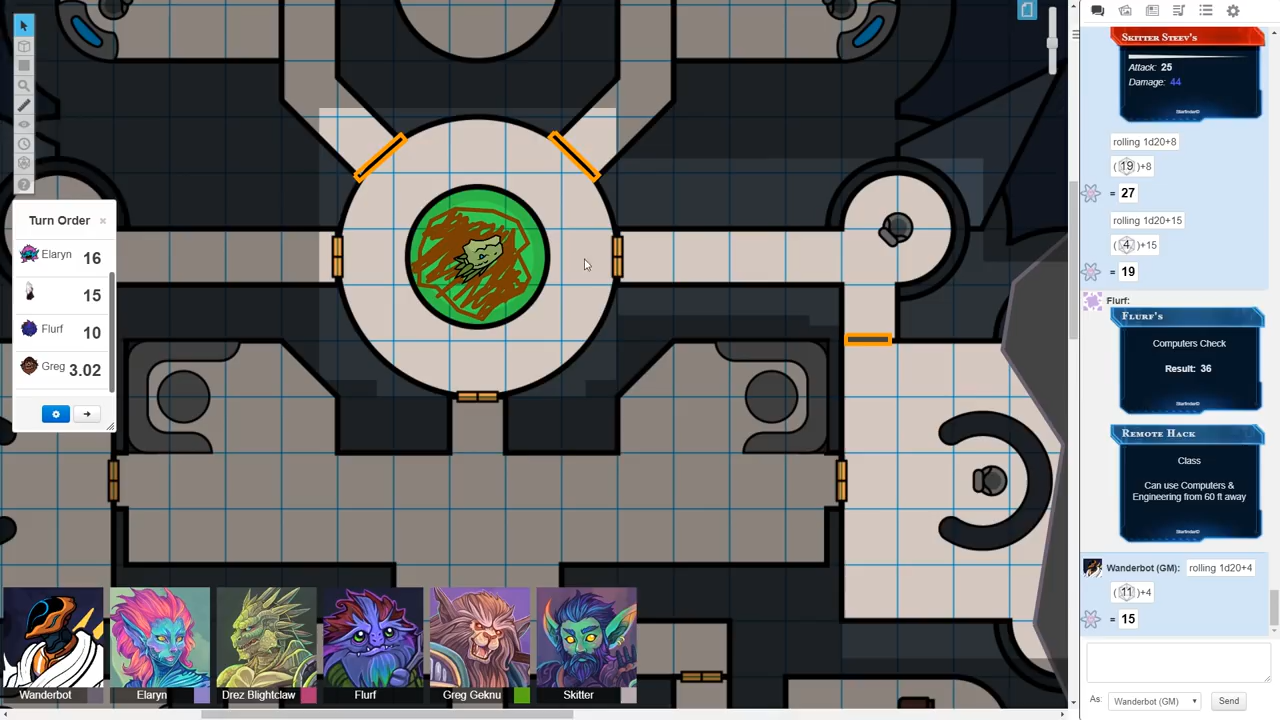 Turn Order ×
Elaryn 16
15
Flurf 10
Greg 3.02
Wanderbot
Elaryn
Drez Blightclaw
Flurf
Greg Geknu
Skitter
Skitter Steev's
Attack: 25
Damage: 44
Starfinder
rolling 1d20+8
(19)+8
= 27
rolling 1d20+15
(4)+15
= 19
Flurf:
Flurf's
Computers Check
Result: 36
Starfinder
Remote Hack
Class
Can use Computers &
Engineering from 60 ft away
Starfinder
Wanderbot (GM): rolling 1d20+4
(11)+4
= 15
As: Wanderbot (GM) Send